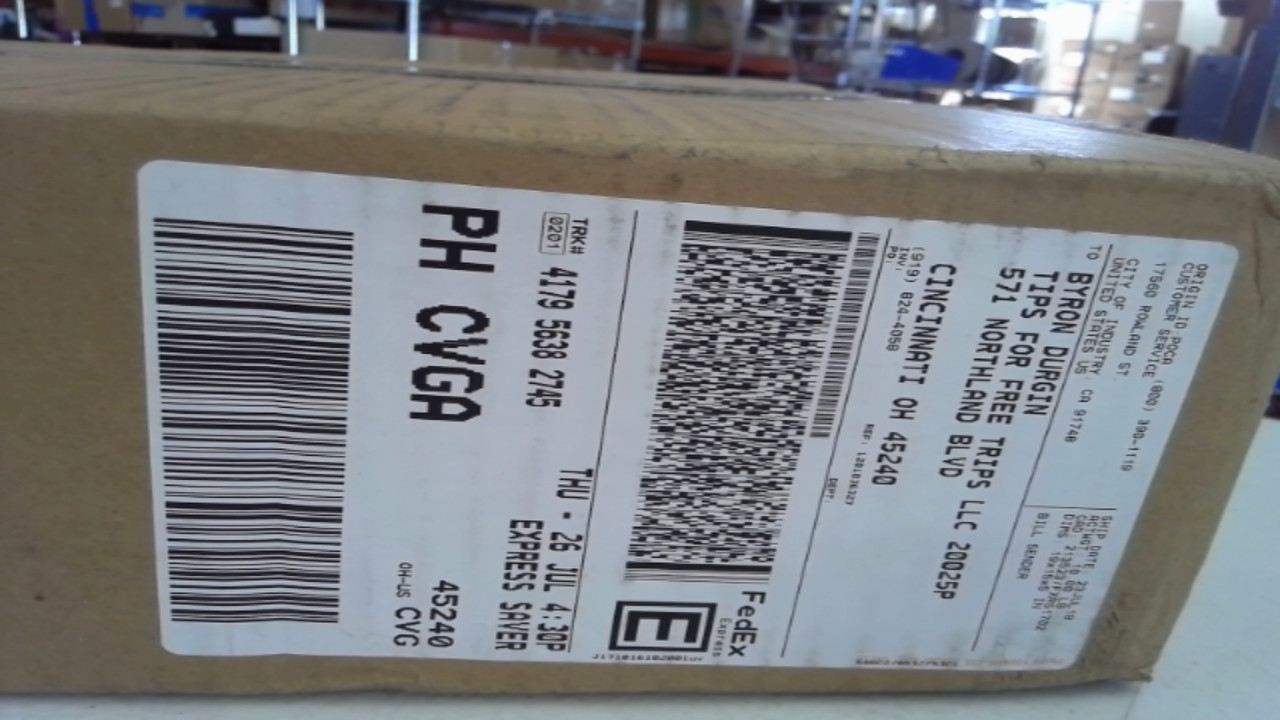 ORIGIN ID POCA (800) 390-1119
CUSTOMER SERVICE
17560 ROWLAND ST
CITY OF INDUSTRY, CA 91748
UNITED STATES US
SHIP DATE: 23JUL18
BILL SENDER
TO BYRON DURGIN
TIPS FOR FREE TRIPS LLC 20025P
571 NORTHLAND BLVD
CINCINNATI OH 45240
(919) 824-4058
REF:
INV:
PO:
DEPT:
FedEx
Express
E
TRK# 4179 5638 2745
0201
THU - 26 JUL 4:30P
EXPRESS SAVER
PH CVGA
45240
OH-US CVG